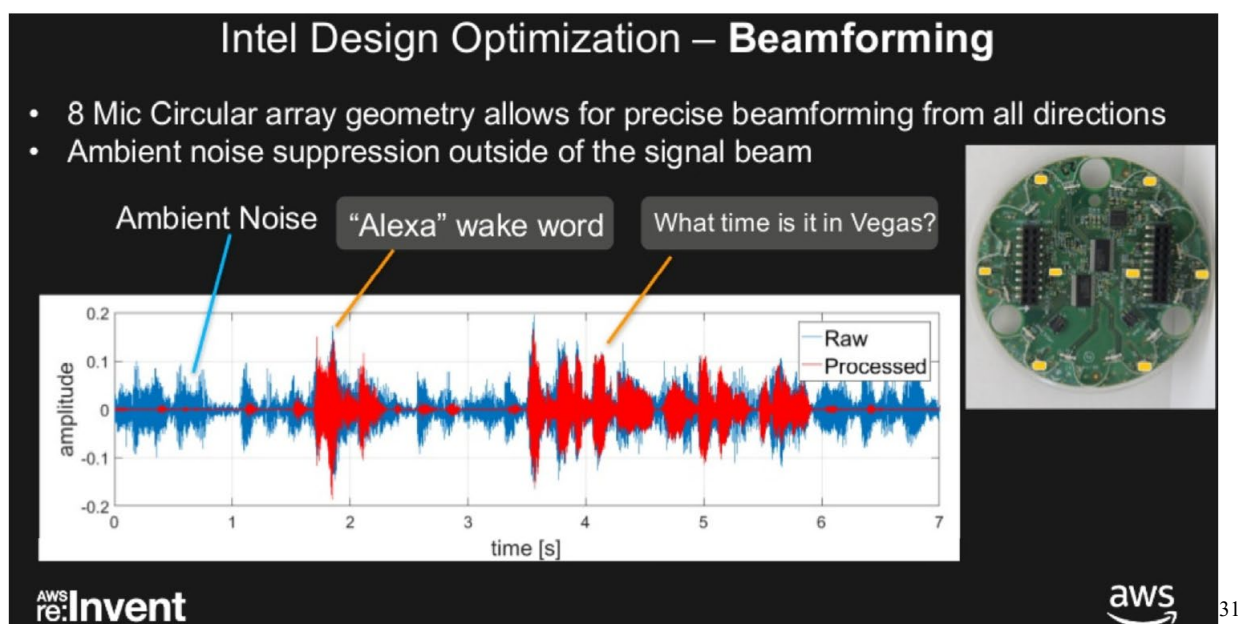 Intel Design Optimization – Beamforming
• 8 Mic Circular array geometry allows for precise beamforming from all directions
• Ambient noise suppression outside of the signal beam
Ambient Noise
“Alexa” wake word
What time is it in Vegas?
Raw
Processed
amplitude
0.2
0.1
0
-0.1
-0.2
0 1 2 3 4 5 6 7
time [s]
AWS
re:Invent
aws
31